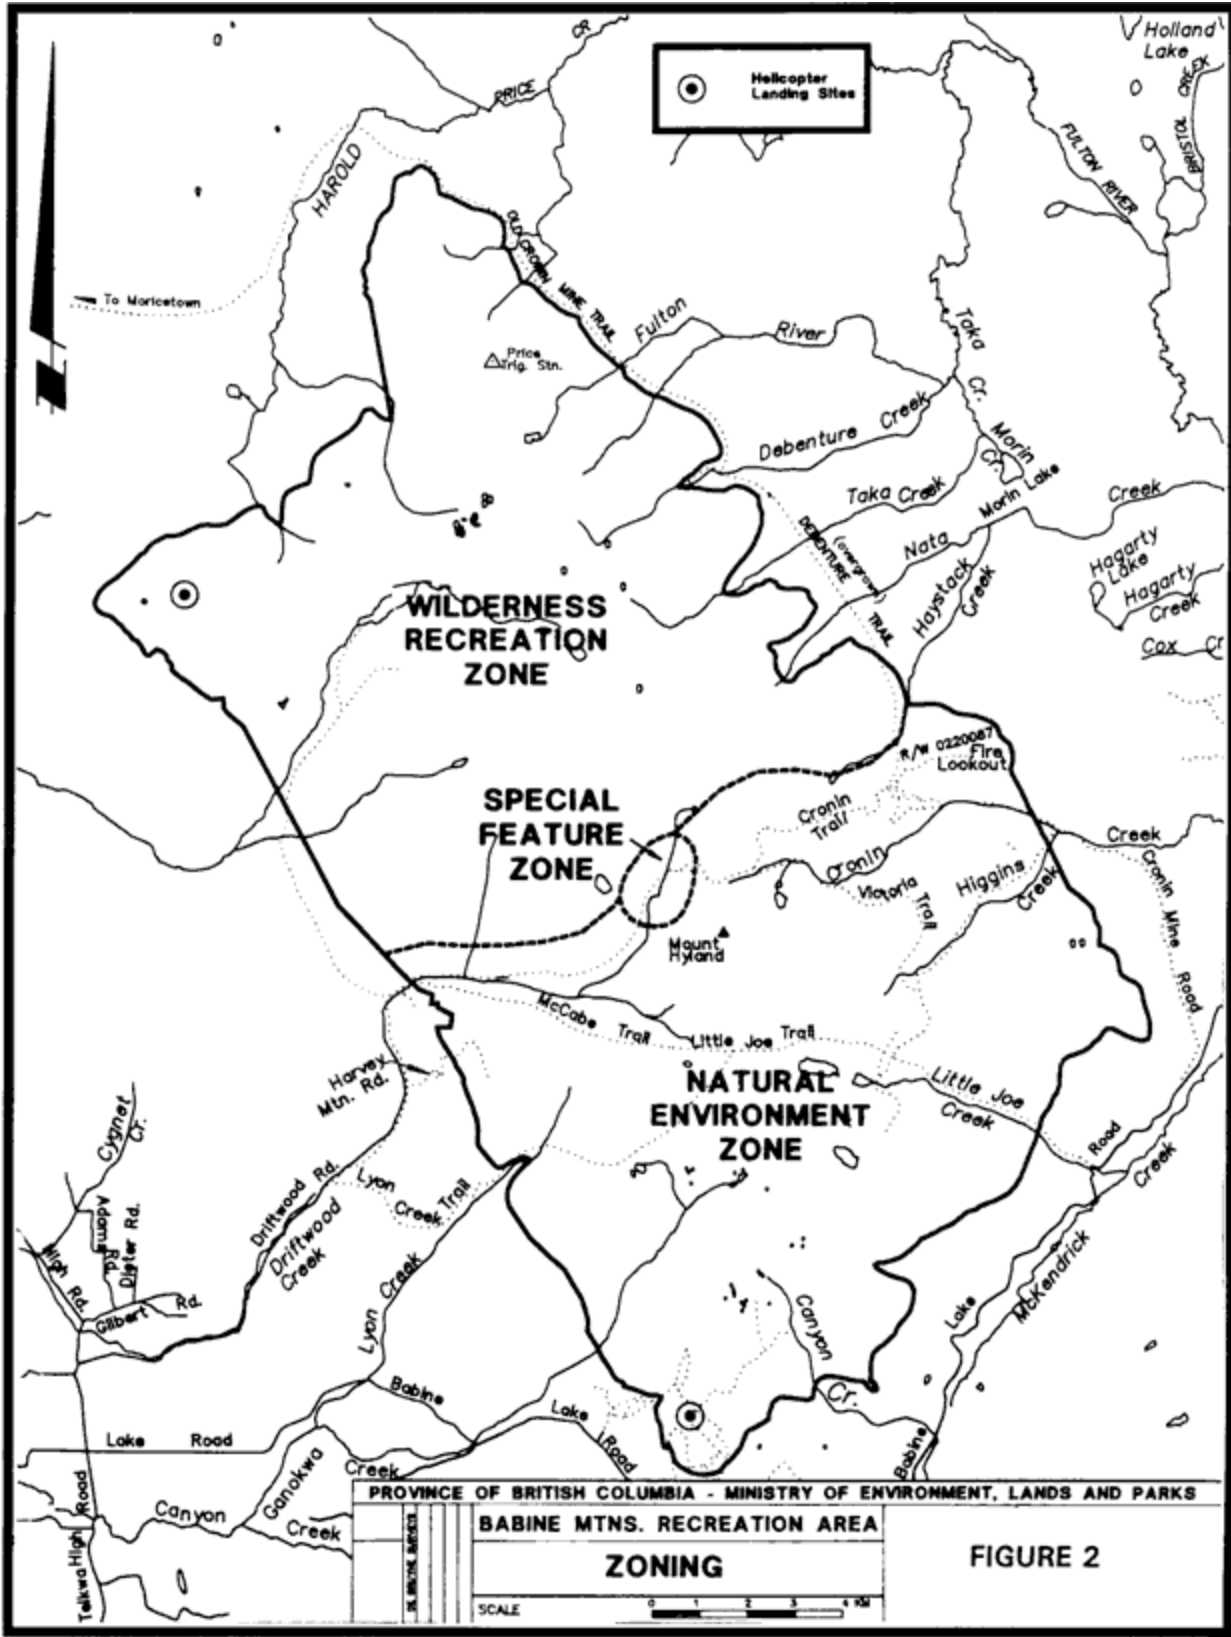 Holland
Lake
CR
PRICE
Helicopter
Landing Sites
BRISTOL CREEK
FULTON RIVER
HAROLD
OLD CROWN MINE TRAIL
To Moricetown
Fulton
River
Taka
Cr.
Price
Trig. Stn.
Debenture Creek
Morin
Cr.
Taka Creek
Morin Lake
Creek
Nata
DEBENTURE TRAIL
(overgrown)
Haystack
Creek
Hagarty
Lake
Hagarty
Creek
Cox Cr
WILDERNESS
RECREATION
ZONE
R/W 0220087
Fire
Lookout
SPECIAL
FEATURE
ZONE
Cronin
Trail
Cronin
Creek
Victoria Trail
Higgins
Creek
Cronin Mine Road
Mount
Hyland
McCabe Trail
Little Joe Trail
Harvey
Mtn. Rd.
NATURAL
ENVIRONMENT
ZONE
Little Joe
Creek
Road
Creek
Cygnet
Cr.
Driftwood Rd.
Lyon
Creek Trail
Driftwood
Creek
Adams Rd.
Dieter Rd.
High Rd.
Gilbert Rd.
Lyon Creek
Canyon
Cr.
Lake
McKendrick
Babine
Lake
Road
Lake Road
Babine
Ganokwa
Creek
Canyon
Creek
Telkwa High Road
PROVINCE OF BRITISH COLUMBIA - MINISTRY OF ENVIRONMENT, LANDS AND PARKS
BABINE MTNS. RECREATION AREA
ZONING
FIGURE 2
SCALE
0 1 2 3 4 KM